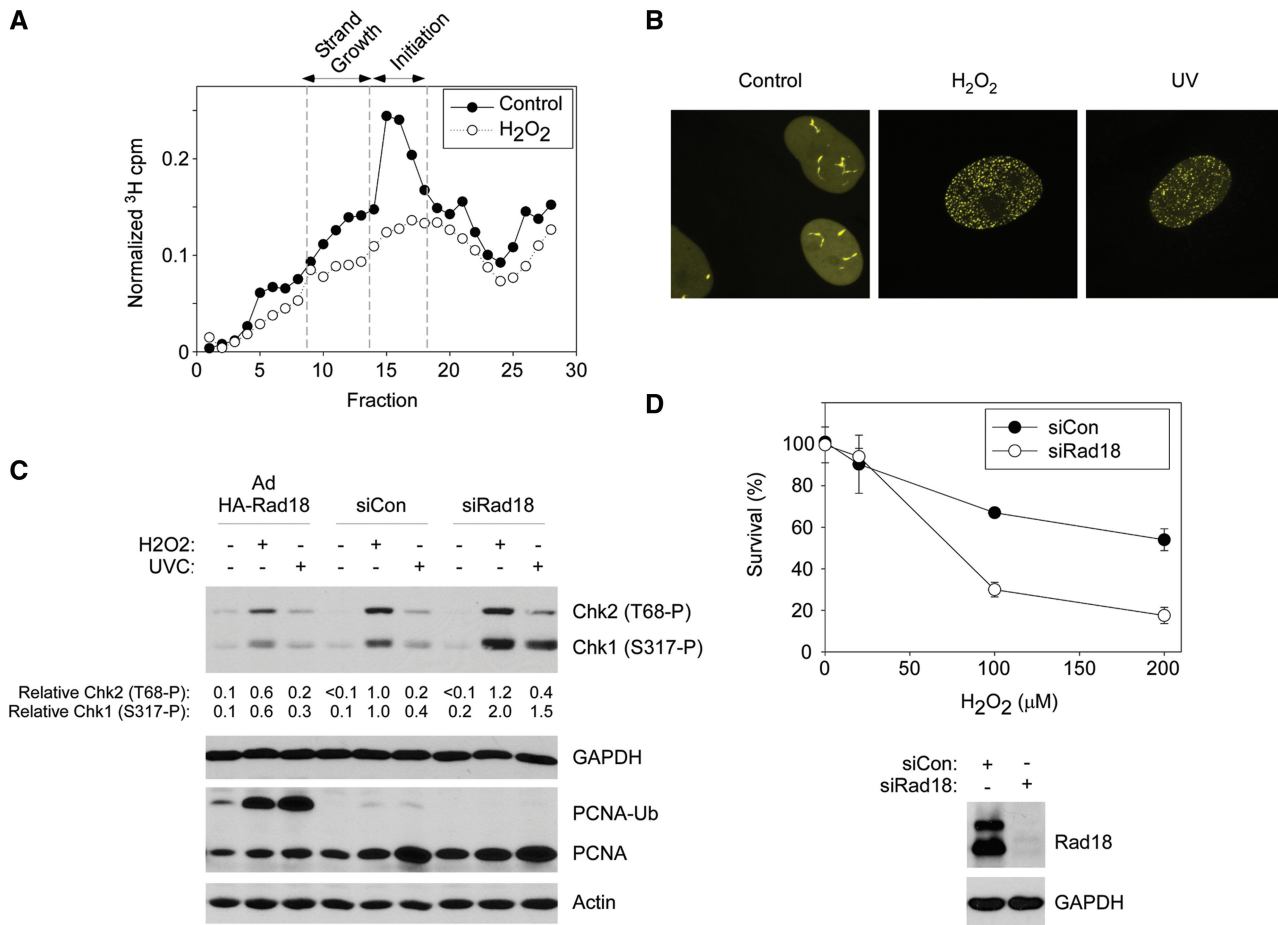 A
Strand
Growth
Initiation
Control
H2O2
Normalized 3H cpm
0.2
0.1
0
0 5 10 15 20 25 30
Fraction
B
Control H2O2 UV
C
Ad
HA-Rad18 siCon siRad18
H2O2: - + - - + - - + -
UVC: - - + - - + - - +
Chk2 (T68-P)
Chk1 (S317-P)
Relative Chk2 (T68-P): 0.1 0.6 0.2 <0.1 1.0 0.2 <0.1 1.2 0.4
Relative Chk1 (S317-P): 0.1 0.6 0.3 0.1 1.0 0.4 0.2 2.0 1.5
GAPDH
PCNA-Ub
PCNA
Actin
D
siCon
siRad18
Survival (%)
100
80
60
40
20
0
0 50 100 150 200
H2O2 (μM)
siCon: + -
siRad18: - +
Rad18
GAPDH